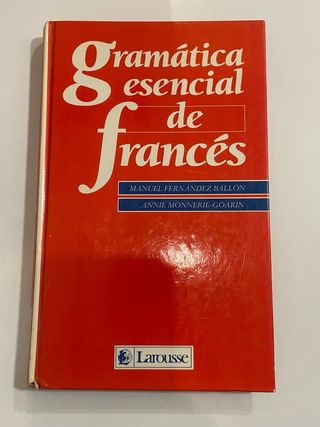 gramática
esencial
de
francés
MANUEL FERNÁNDEZ BALLÓN
ANNIE MONNERIE-GOARIN
Larousse